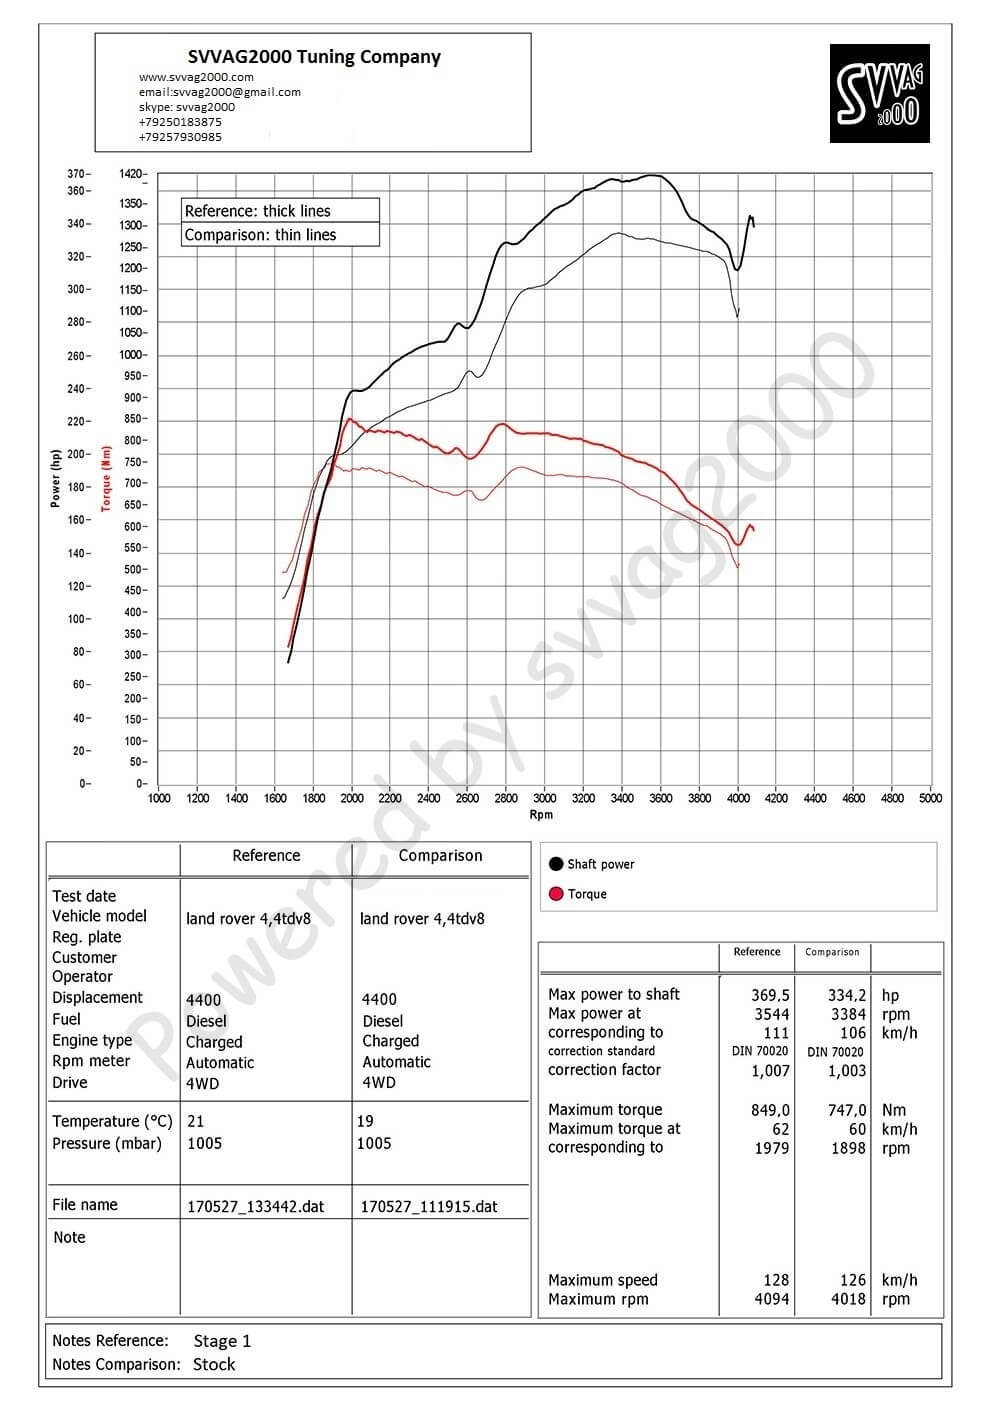 SVVAG2000 Tuning Company
www.svvag2000.com
email:svvag2000@gmail.com
skype: svvag2000
+79250183875
+79257930985
SVVAG
2000
Reference: thick lines
Comparison: thin lines
370 360 340 320 300 280 260 240 220 200 180 160 140 120 100 80 60 40 20 0
Power (hp)
1420 1350 1300 1250 1200 1150 1100 1050 1000 950 900 850 800 750 700 650 600 550 500 450 400 350 300 250 200 150 100 50 0
Torque (Nm)
1000 1200 1400 1600 1800 2000 2200 2400 2600 2800 3000 3200 3400 3600 3800 4000 4200 4400 4600 4800 5000
Rpm
Powered by svvag2000
Reference Comparison
Test date
Vehicle model land rover 4,4tdv8 land rover 4,4tdv8
Reg. plate
Customer
Operator
Displacement 4400 4400
Fuel Diesel Diesel
Engine type Charged Charged
Rpm meter Automatic Automatic
Drive 4WD 4WD
Temperature (°C) 21 19
Pressure (mbar) 1005 1005
File name 170527_133442.dat 170527_111915.dat
Note
Shaft power
Torque
Reference Comparison
Max power to shaft 369,5 334,2 hp
Max power at 3544 3384 rpm
corresponding to 111 106 km/h
correction standard DIN 70020 DIN 70020
correction factor 1,007 1,003
Maximum torque 849,0 747,0 Nm
Maximum torque at 62 60 km/h
corresponding to 1979 1898 rpm
Maximum speed 128 126 km/h
Maximum rpm 4094 4018 rpm
Notes Reference: Stage 1
Notes Comparison: Stock